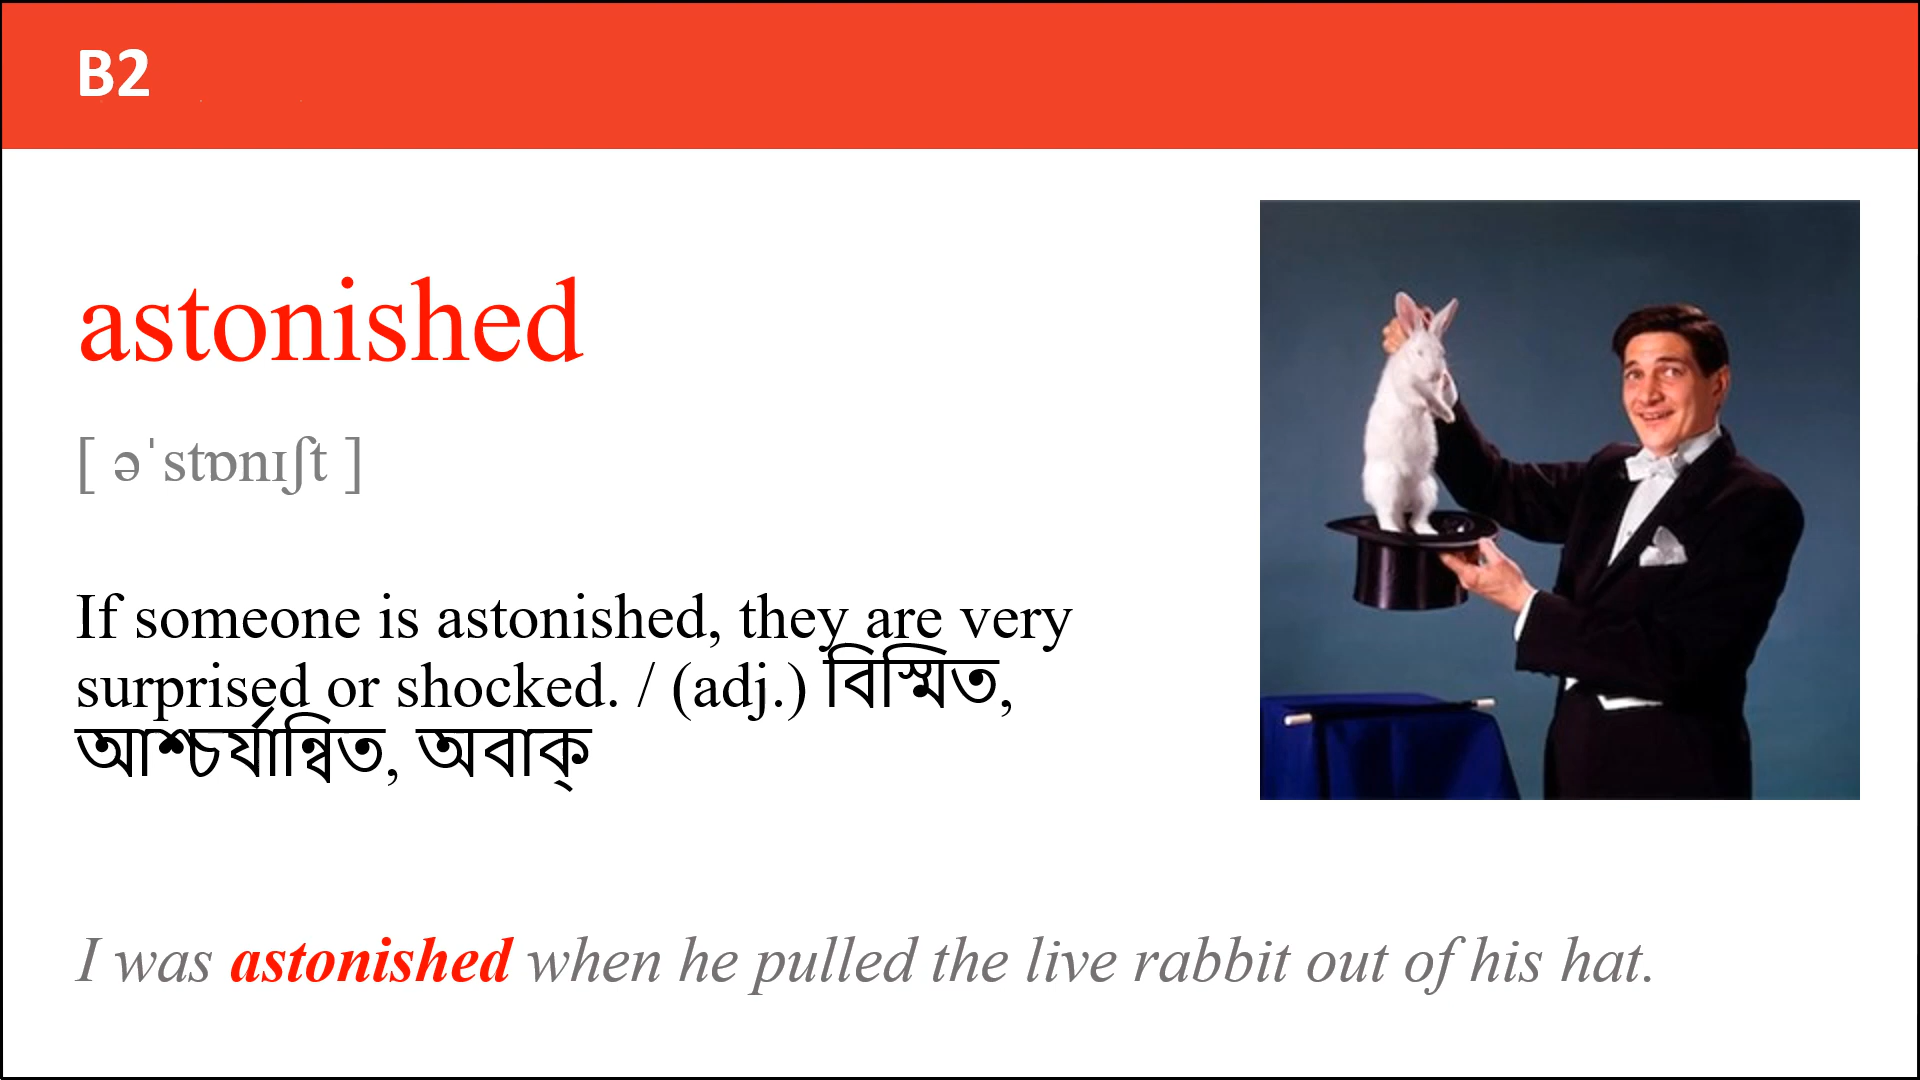 B2
astonished
[ əˈstɒnɪʃt ]
If someone is astonished, they are very
surprised or shocked. / (adj.) বিস্মিত,
আশ্চর্যান্বিত, অবাক্
I was astonished when he pulled the live rabbit out of his hat.